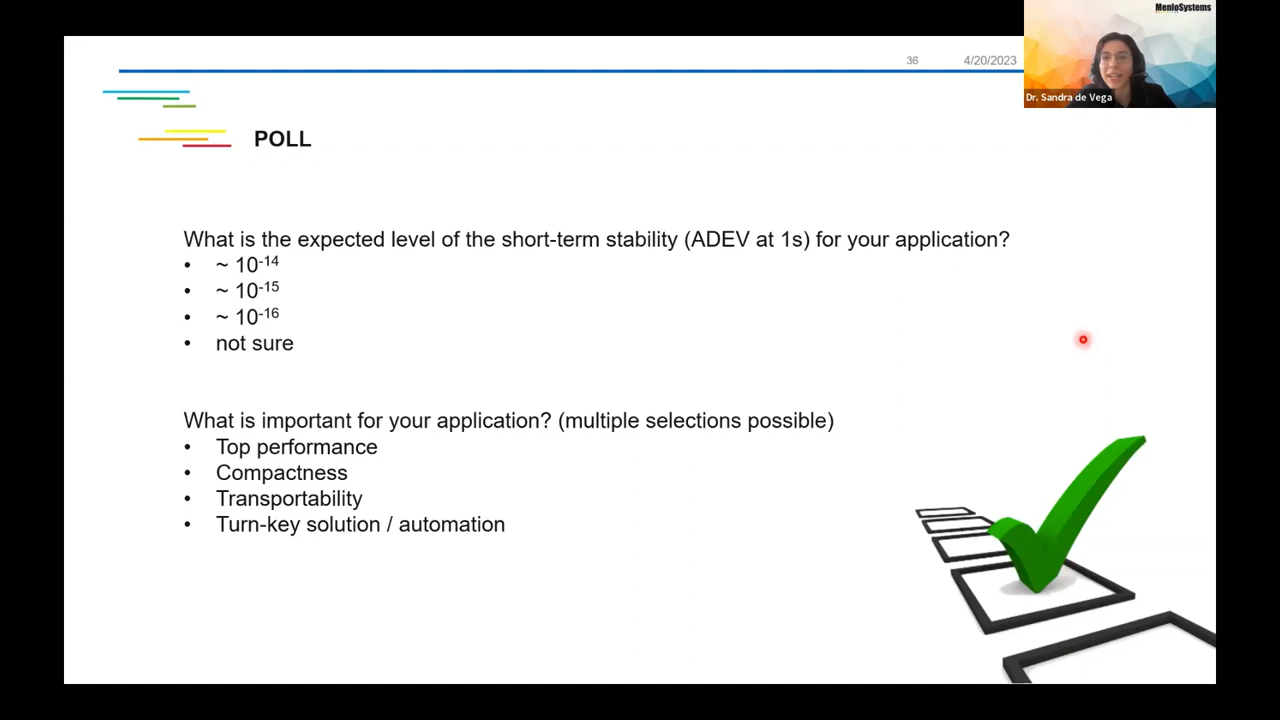 MenloSystems
36 4/20/2023
Dr. Sandra de Vega
POLL
What is the expected level of the short-term stability (ADEV at 1s) for your application?
• ~ 10⁻¹⁴
• ~ 10⁻¹⁵
• ~ 10⁻¹⁶
• not sure
What is important for your application? (multiple selections possible)
• Top performance
• Compactness
• Transportability
• Turn-key solution / automation